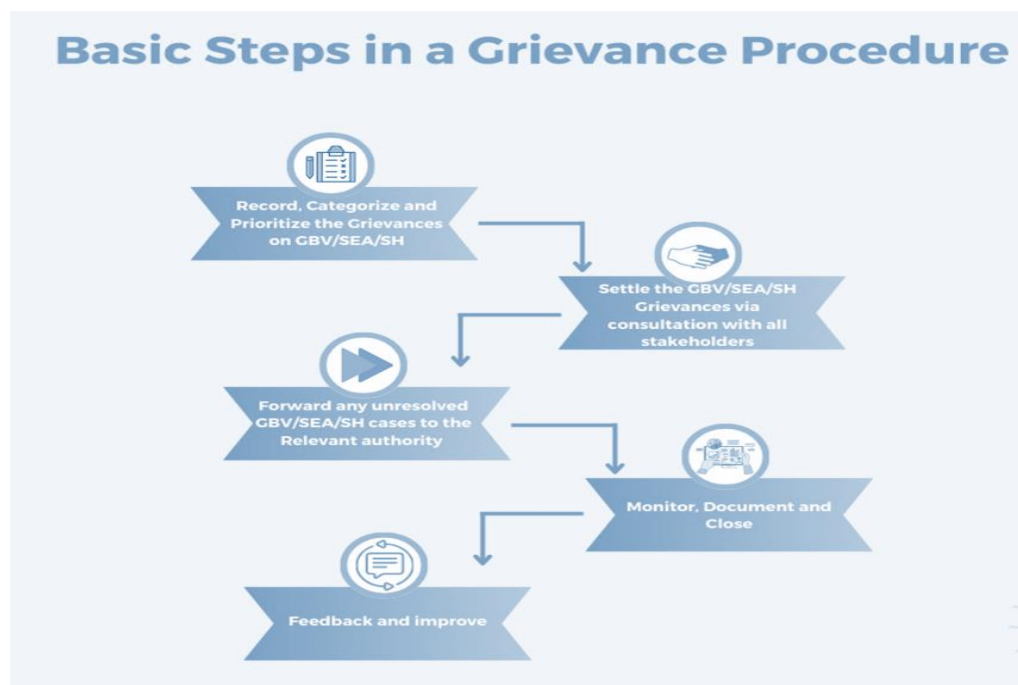 Basic Steps in a Grievance Procedure
Record, Categorize and
Prioritize the Grievances
on GBV/SEA/SH
Settle the GBV/SEA/SH
Grievances via
consultation with all
stakeholders
Forward any unresolved
GBV/SEA/SH cases to the
Relevant authority
Monitor, Document and
Close
Feedback and improve